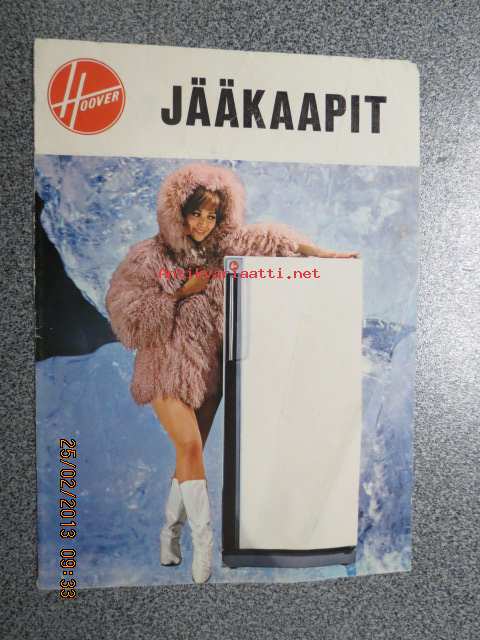 HOOVER
JÄÄKAAPIT
Antikvariaatti.net
25/02/2013 09:33